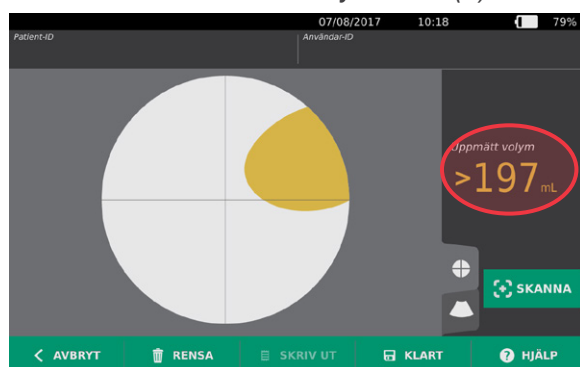 07/08/2017 10:18 79%
Patient-ID Användar-ID
Uppmätt volym
>197 mL
SKANNA
AVBRYT RENSA SKRIV UT KLART HJÄLP